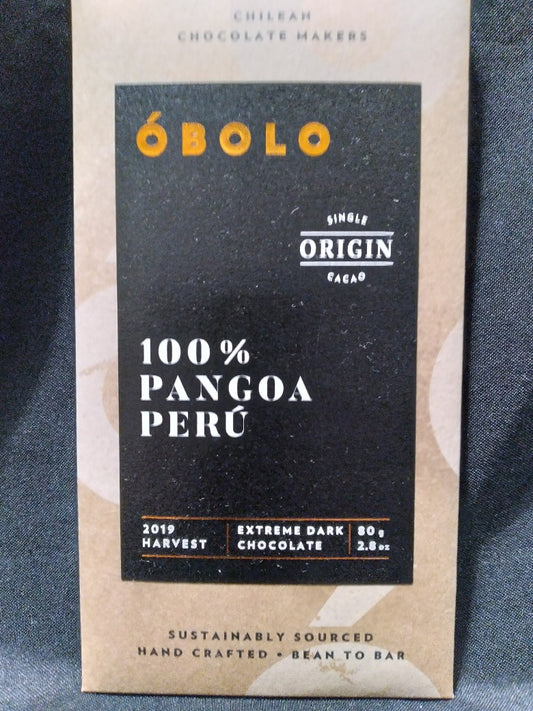 CHILEAN
CHOCOLATE MAKERS
ÓBOLO
SINGLE
ORIGIN
CACAO
100%
PANGOA
PERÚ
2019 HARVEST
EXTREME DARK CHOCOLATE
80 g 2.8 oz
SUSTAINABLY SOURCED
HAND CRAFTED • BEAN TO BAR